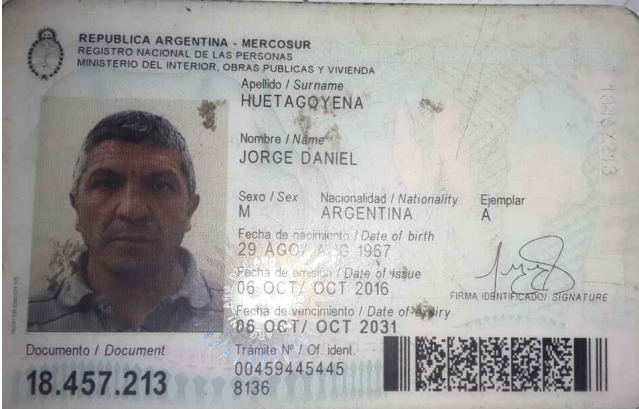 REPUBLICA ARGENTINA - MERCOSUR
REGISTRO NACIONAL DE LAS PERSONAS
MINISTERIO DEL INTERIOR, OBRAS PUBLICAS Y VIVIENDA
Apellido / Surname
HUETAGOYENA
Nombre / Name
JORGE DANIEL
Sexo / Sex Nacionalidad / Nationality Ejemplar
M ARGENTINA A
Fecha de nacimiento / Date of birth
29 AGO/ AUG 1967
Fecha de emisión / Date of issue
06 OCT/ OCT 2016
FIRMA IDENTIFICADO/ SIGNATURE
Fecha de vencimiento / Date of expiry
06 OCT/ OCT 2031
Documento / Document Trámite Nº / Of. ident.
18.457.213 00459445445
8136